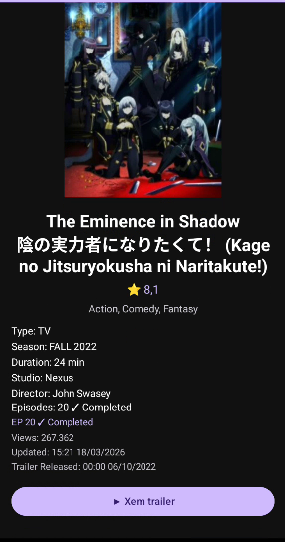 The Eminence in Shadow
陰の実力者になりたくて！ (Kage
no Jitsuryokusha ni Naritakute!)
⭐ 8,1
Action, Comedy, Fantasy
Type: TV
Season: FALL 2022
Duration: 24 min
Studio: Nexus
Director: John Swasey
Episodes: 20 ✓ Completed
EP 20 ✓ Completed
Views: 267.362
Updated: 15:21 18/03/2026
Trailer Released: 00:00 06/10/2022
▶ Xem trailer